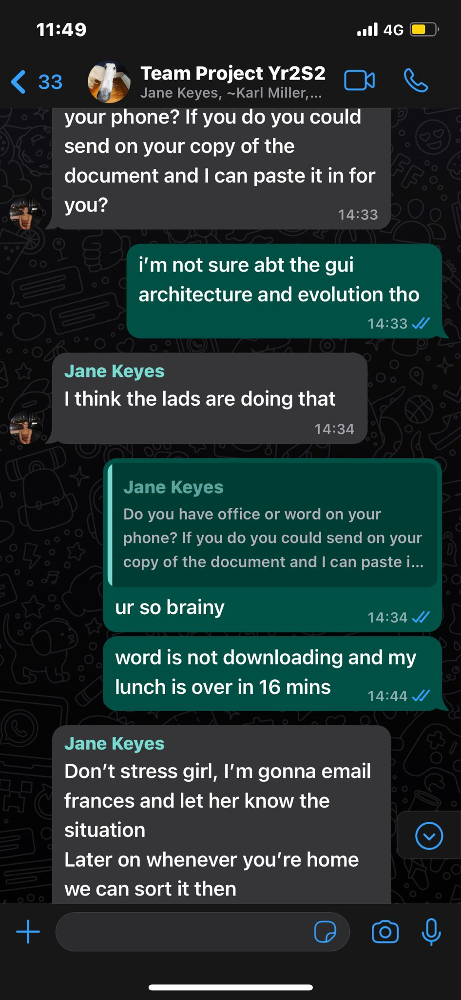 11:49
4G
33
Team Project Yr2S2
Jane Keyes, ~Karl Miller,...
your phone? If you do you could
send on your copy of the
document and I can paste it in for
you?
14:33
i’m not sure abt the gui
architecture and evolution tho
14:33
Jane Keyes
I think the lads are doing that
14:34
Jane Keyes
Do you have office or word on your
phone? If you do you could send on your
copy of the document and I can paste i...
ur so brainy
14:34
word is not downloading and my
lunch is over in 16 mins
14:44
Jane Keyes
Don’t stress girl, I’m gonna email
frances and let her know the
situation
Later on whenever you’re home
we can sort it then